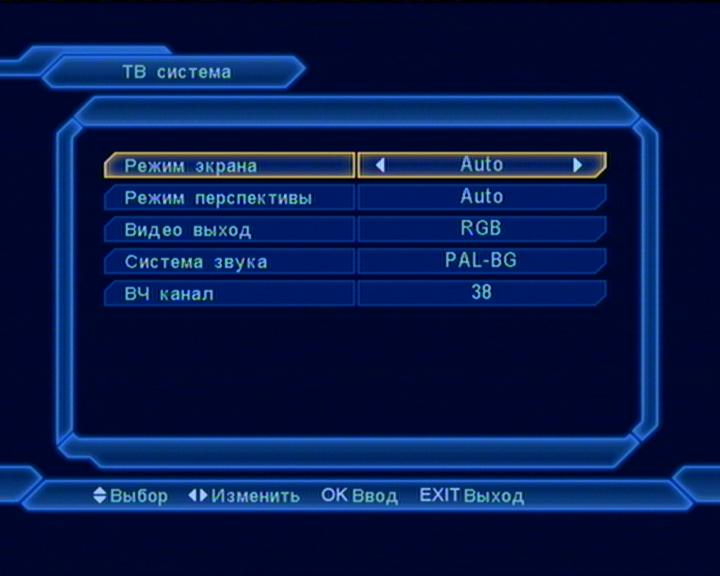 ТВ система
Режим экрана Auto
Режим перспективы Auto
Видео выход RGB
Система звука PAL-BG
ВЧ канал 38
Выбор Изменить OK Ввод EXIT Выход